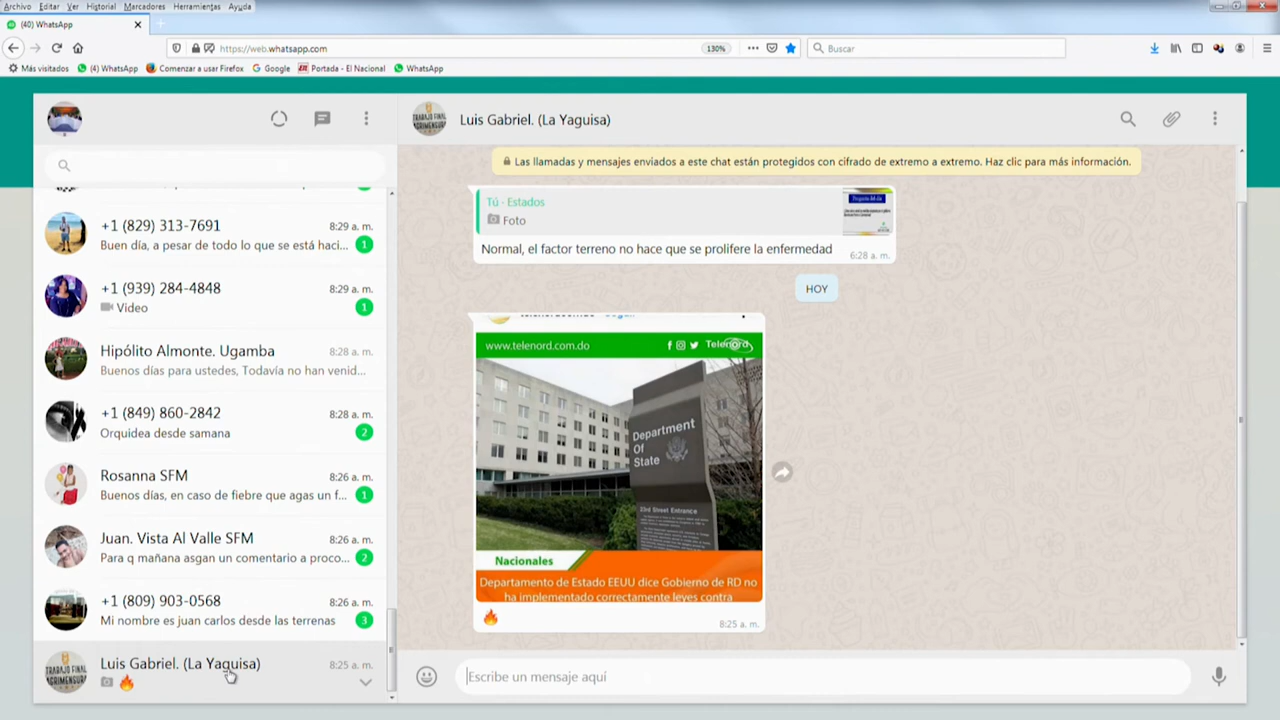 Archivo Editar Ver Historial Marcadores Herramientas Ayuda
(40) WhatsApp
https://web.whatsapp.com
130%
Buscar
Más visitados
(4) WhatsApp
Comenzar a usar Firefox
Google
Portada - El Nacional
WhatsApp
Luis Gabriel. (La Yaguisa)
+1 (829) 313-7691
8:29 a. m.
Buen día, a pesar de todo lo que se está haci...
1
+1 (939) 284-4848
8:29 a. m.
Video
1
Hipólito Almonte. Ugamba
8:28 a. m.
Buenos días para ustedes, Todavía no han venid...
+1 (849) 860-2842
8:28 a. m.
Orquidea desde samana
2
Rosanna SFM
8:26 a. m.
Buenos días, en caso de fiebre que agas un f...
1
Juan. Vista Al Valle SFM
8:26 a. m.
Para q mañana asgan un comentario a proco...
2
+1 (809) 903-0568
8:26 a. m.
Mi nombre es juan carlos desde las terrenas
3
TRABAJO FINAL
AGRIMENSURA
Luis Gabriel. (La Yaguisa)
8:25 a. m.
Las llamadas y mensajes enviados a este chat están protegidos con cifrado de extremo a extremo. Haz clic para más información.
Tú - Estados
Foto
Normal, el factor terreno no hace que se prolifere la enfermedad
6:28 a. m.
HOY
www.telenord.com.do
Telenord
Department
Of
State
23rd Street Entrance
Nacionales
Departamento de Estado EEUU dice Gobierno de RD no
ha implementado correctamente leyes contra
8:25 a. m.
Escribe un mensaje aquí